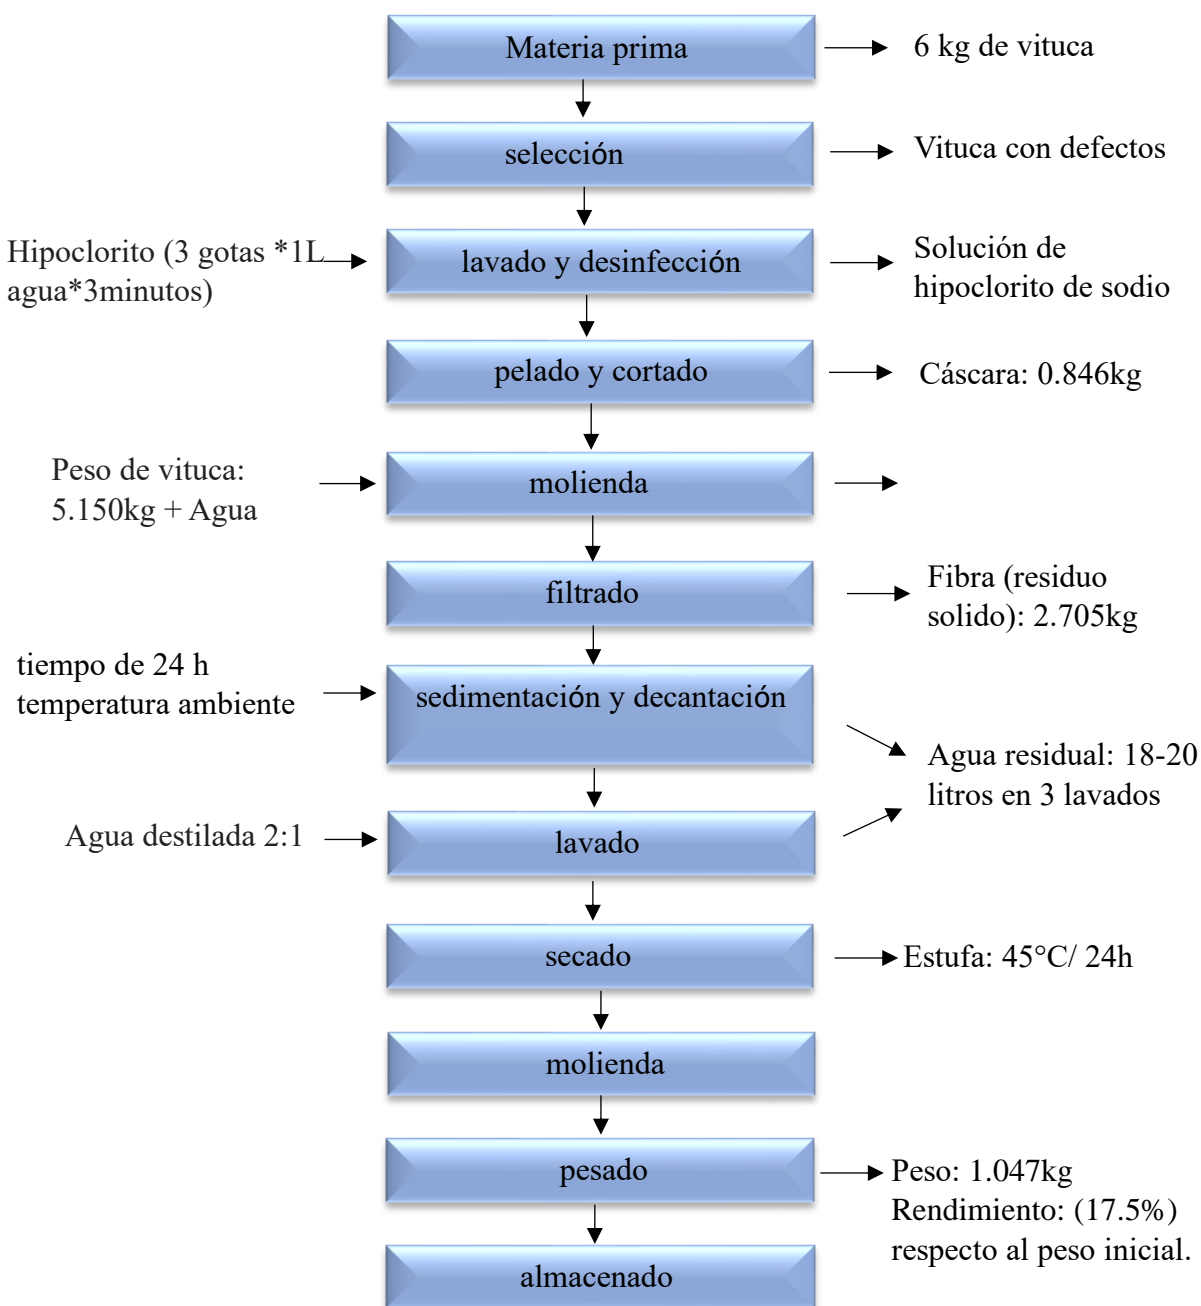 Materia prima
6 kg de vituca
selección
Vituca con defectos
Hipoclorito (3 gotas *1L
agua*3minutos)
lavado y desinfección
Solución de
hipoclorito de sodio
pelado y cortado
Cáscara: 0.846kg
Peso de vituca:
5.150kg + Agua
molienda
filtrado
Fibra (residuo
solido): 2.705kg
tiempo de 24 h
temperatura ambiente
sedimentación y decantación
Agua residual: 18-20
litros en 3 lavados
Agua destilada 2:1
lavado
secado
Estufa: 45°C/ 24h
molienda
pesado
Peso: 1.047kg
Rendimiento: (17.5%)
respecto al peso inicial.
almacenado